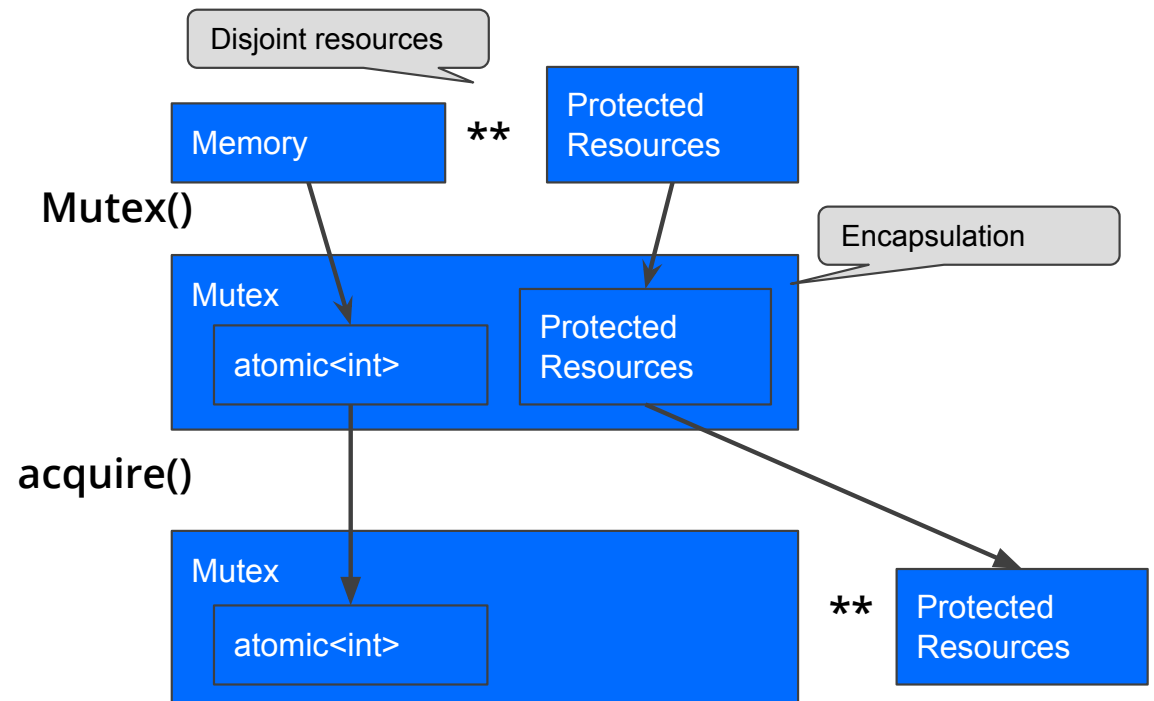 Disjoint resources
Memory
**
Protected
Resources
Mutex()
Encapsulation
Mutex
atomic<int>
Protected
Resources
acquire()
Mutex
atomic<int>
**
Protected
Resources